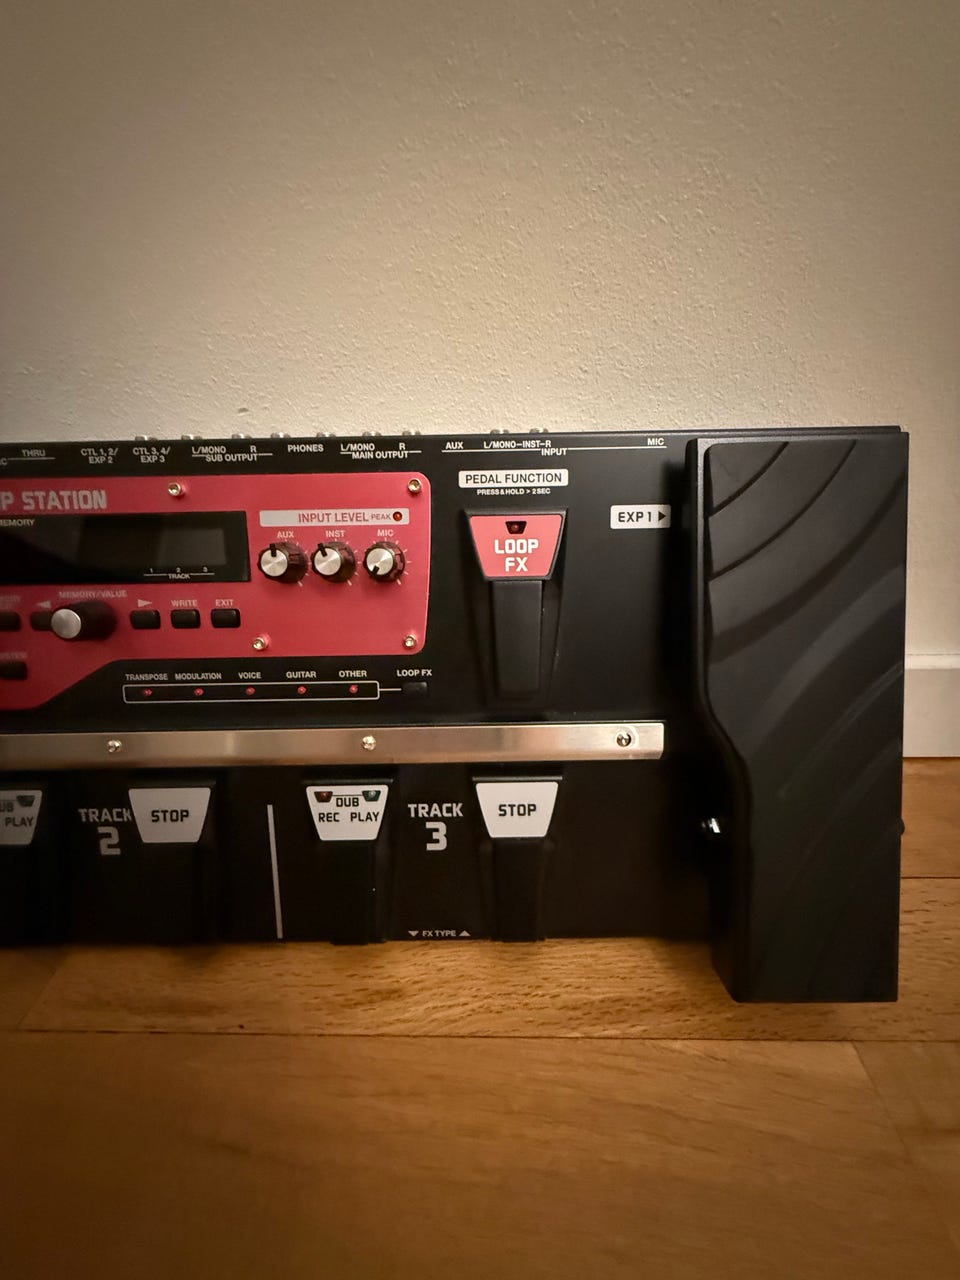 THRU
CTL 1, 2/
EXP 2
CTL 3, 4/
EXP 3
L/MONO R
SUB OUTPUT
PHONES
L/MONO R
MAIN OUTPUT
AUX
L/MONO-INST-R
INPUT
MIC
P STATION
MEMORY
1 2 3
TRACK
INPUT LEVEL PEAK
AUX INST MIC
PEDAL FUNCTION
PRESS & HOLD > 2 SEC
LOOP
FX
EXP 1 ▶
MEMORY/VALUE
◀ ▶ WRITE EXIT
TRANSPOSE MODULATION VOICE GUITAR OTHER LOOP FX
UB
PLAY
TRACK
2
STOP
DUB
REC PLAY
TRACK
3
STOP
▼ FX TYPE ▲